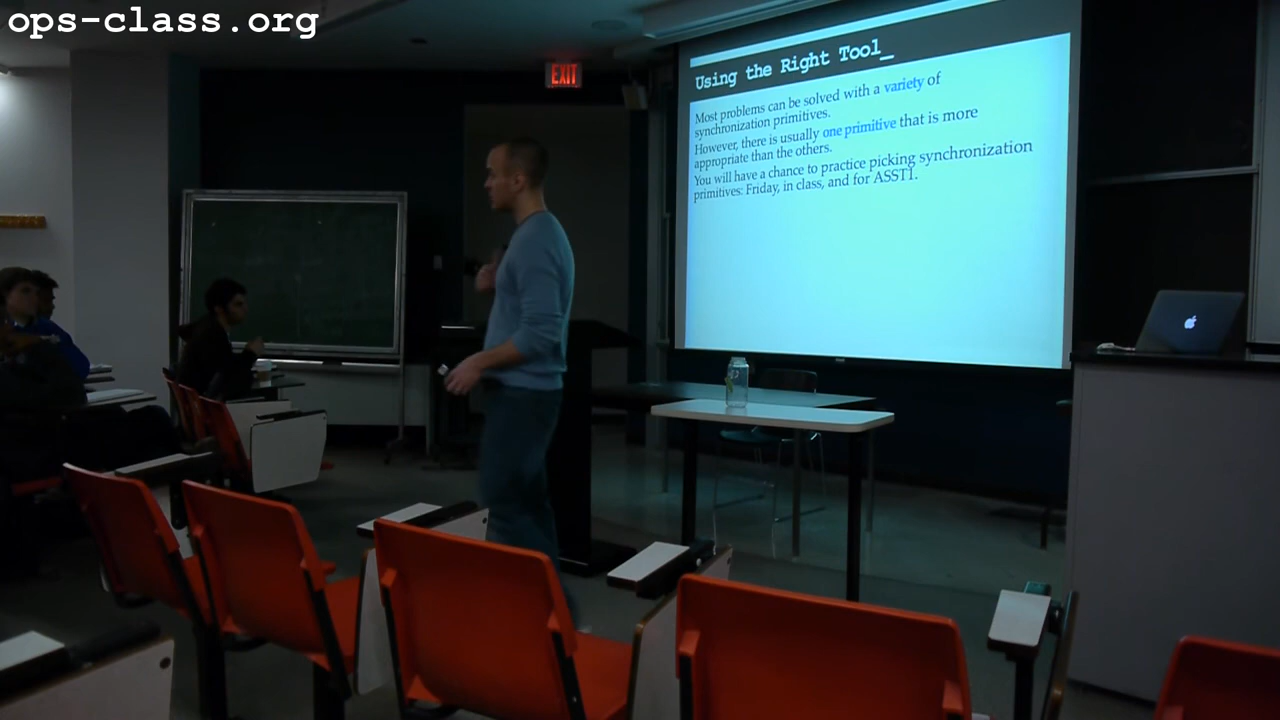 ops-class.org
EXIT
Using the Right Tool_
Most problems can be solved with a variety of
synchronization primitives.
However, there is usually one primitive that is more
appropriate than the others.
You will have a chance to practice picking synchronization
primitives: Friday, in class, and for ASST1.